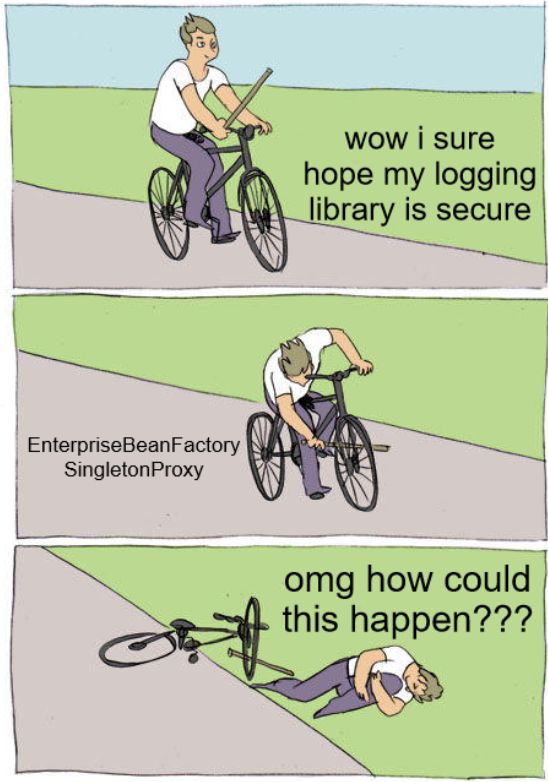 wow i sure
hope my logging
library is secure
EnterpriseBeanFactory
SingletonProxy
omg how could
this happen???